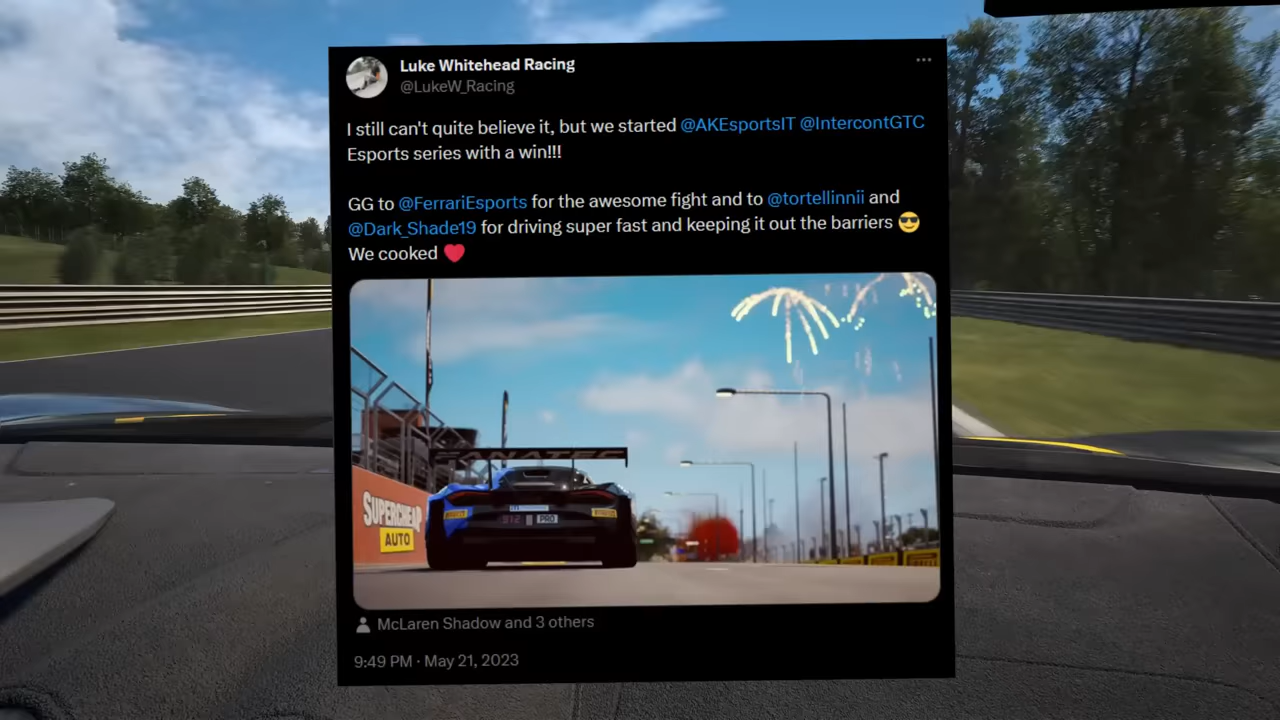 Luke Whitehead Racing
@LukeW_Racing
I still can't quite believe it, but we started @AKEsportsIT @IntercontGTC
Esports series with a win!!!
GG to @FerrariEsports for the awesome fight and to @tortellinnii and
@Dark_Shade19 for driving super fast and keeping it out the barriers 😎
We cooked ❤️
FANATEC
SUPERCHEAP
AUTO
PRO
McLaren Shadow and 3 others
9:49 PM · May 21, 2023